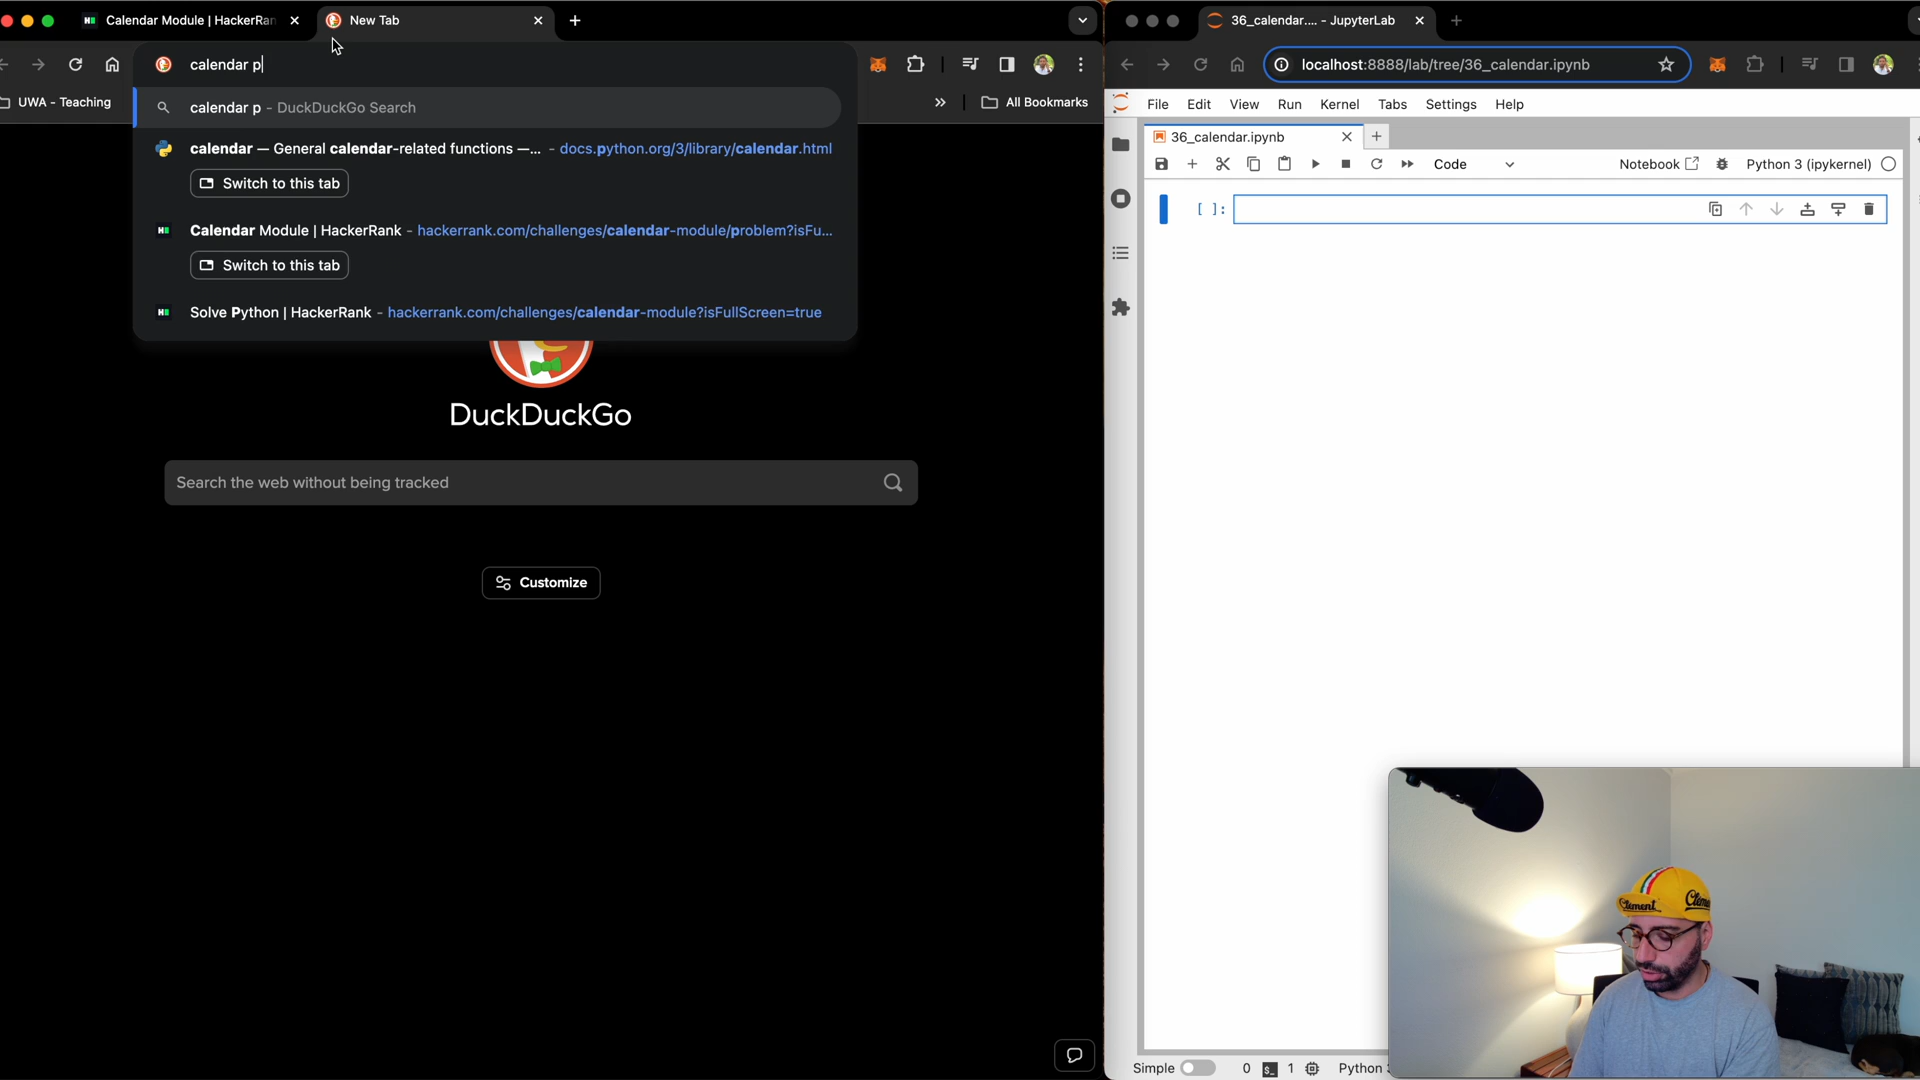 Calendar Module | HackerRan
New Tab
calendar p
UWA - Teaching
All Bookmarks
calendar p - DuckDuckGo Search
calendar — General calendar-related functions —... - docs.python.org/3/library/calendar.html
Switch to this tab
Calendar Module | HackerRank - hackerrank.com/challenges/calendar-module/problem?isFu...
Switch to this tab
Solve Python | HackerRank - hackerrank.com/challenges/calendar-module?isFullScreen=true
DuckDuckGo
Search the web without being tracked
Customize
36_calendar.... - JupyterLab
localhost:8888/lab/tree/36_calendar.ipynb
File Edit View Run Kernel Tabs Settings Help
36_calendar.ipynb
Code Notebook Python 3 (ipykernel)
[ ]:
Clément
Simple 0 1 Python